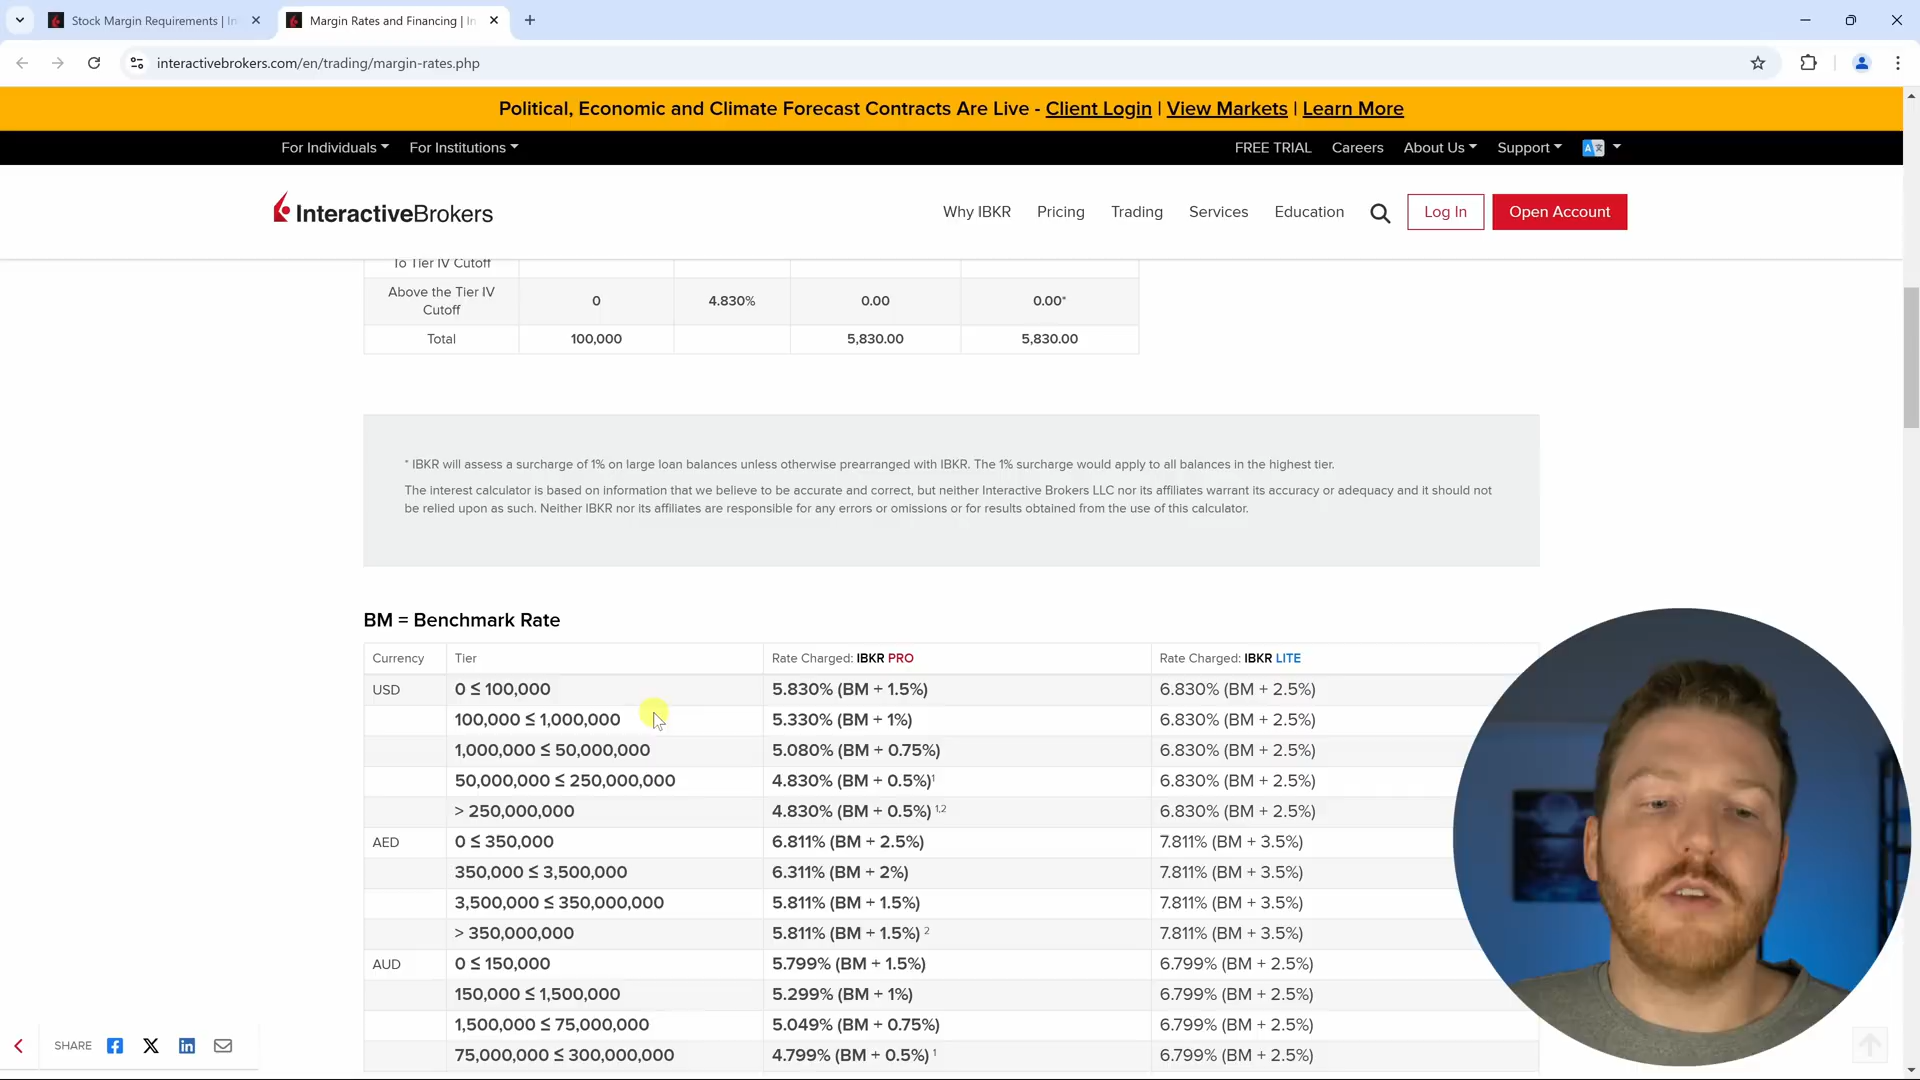 Stock Margin Requirements | In
Margin Rates and Financing | In
interactivebrokers.com/en/trading/margin-rates.php
Political, Economic and Climate Forecast Contracts Are Live - Client Login | View Markets | Learn More
For Individuals For Institutions FREE TRIAL Careers About Us Support
InteractiveBrokers Why IBKR Pricing Trading Services Education Log In Open Account
To Tier IV Cutoff
Above the Tier IV Cutoff 0 4.830% 0.00 0.00*
Total 100,000 5,830.00 5,830.00
* IBKR will assess a surcharge of 1% on large loan balances unless otherwise prearranged with IBKR. The 1% surcharge would apply to all balances in the highest tier.
The interest calculator is based on information that we believe to be accurate and correct, but neither Interactive Brokers LLC nor its affiliates warrant its accuracy or adequacy and it should not
be relied upon as such. Neither IBKR nor its affiliates are responsible for any errors or omissions or for results obtained from the use of this calculator.
BM = Benchmark Rate
Currency Tier Rate Charged: IBKR PRO Rate Charged: IBKR LITE
USD 0 ≤ 100,000 5.830% (BM + 1.5%) 6.830% (BM + 2.5%)
100,000 ≤ 1,000,000 5.330% (BM + 1%) 6.830% (BM + 2.5%)
1,000,000 ≤ 50,000,000 5.080% (BM + 0.75%) 6.830% (BM + 2.5%)
50,000,000 ≤ 250,000,000 4.830% (BM + 0.5%)1 6.830% (BM + 2.5%)
> 250,000,000 4.830% (BM + 0.5%) 1,2 6.830% (BM + 2.5%)
AED 0 ≤ 350,000 6.811% (BM + 2.5%) 7.811% (BM + 3.5%)
350,000 ≤ 3,500,000 6.311% (BM + 2%) 7.811% (BM + 3.5%)
3,500,000 ≤ 350,000,000 5.811% (BM + 1.5%) 7.811% (BM + 3.5%)
> 350,000,000 5.811% (BM + 1.5%) 2 7.811% (BM + 3.5%)
AUD 0 ≤ 150,000 5.799% (BM + 1.5%) 6.799% (BM + 2.5%)
150,000 ≤ 1,500,000 5.299% (BM + 1%) 6.799% (BM + 2.5%)
1,500,000 ≤ 75,000,000 5.049% (BM + 0.75%) 6.799% (BM + 2.5%)
75,000,000 ≤ 300,000,000 4.799% (BM + 0.5%) 1 6.799% (BM + 2.5%)
SHARE